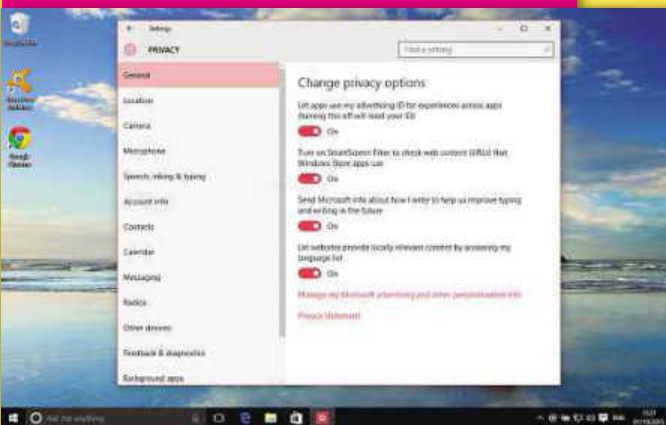 Settings
PRIVACY
Find a setting
General
Location
Camera
Microphone
Speech, inking & typing
Account info
Contacts
Calendar
Messaging
Radios
Other devices
Feedback & diagnostics
Background apps
Change privacy options
Let apps use my advertising ID for experiences across apps
(turning this off will reset your ID)
On
Turn on SmartScreen Filter to check web content (URLs) that
Windows Store apps use
On
Send Microsoft info about how I write to help us improve typing
and writing in the future
On
Let websites provide locally relevant content by accessing my
language list
On
Manage my Microsoft advertising and other personalisation info
Privacy Statement
Google
Chrome
Ask me anything